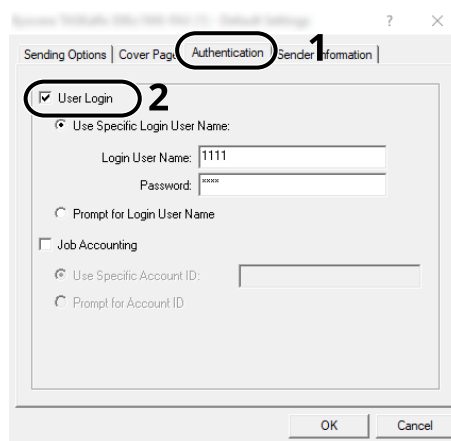 ? ×
Sending Options Cover Page Authentication Sender Information
1
User Login 2
Use Specific Login User Name:
Login User Name: 1111
Password: ****
Prompt for Login User Name
Job Accounting
Use Specific Account ID:
Prompt for Account ID
OK Cancel